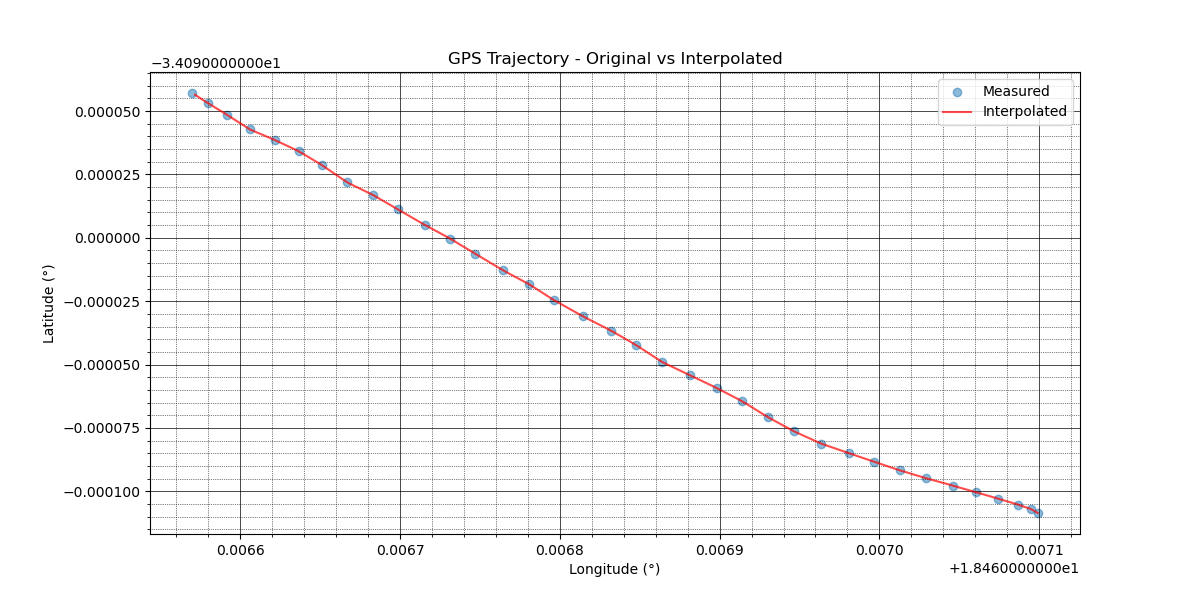 GPS Trajectory - Original vs Interpolated
−3.4090000000e1
Measured
Interpolated
0.000050
0.000025
0.000000
−0.000025
−0.000050
−0.000075
−0.000100
Latitude (°)
0.0066 0.0067 0.0068 0.0069 0.0070 0.0071
Longitude (°)
+1.8460000000e1